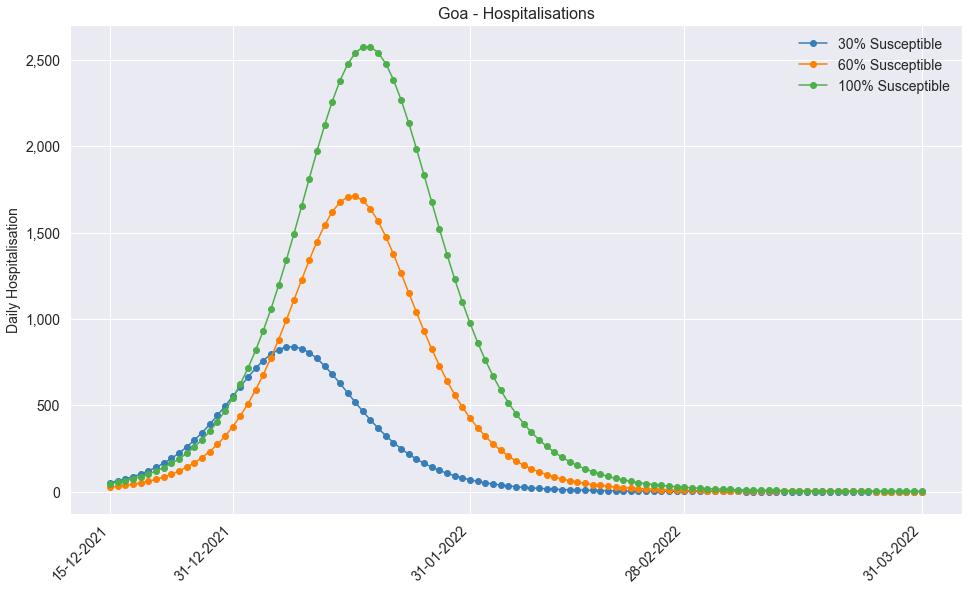 Goa - Hospitalisations
30% Susceptible
60% Susceptible
100% Susceptible
Daily Hospitalisation
2,500
2,000
1,500
1,000
500
0
15-12-2021
31-12-2021
31-01-2022
28-02-2022
31-03-2022